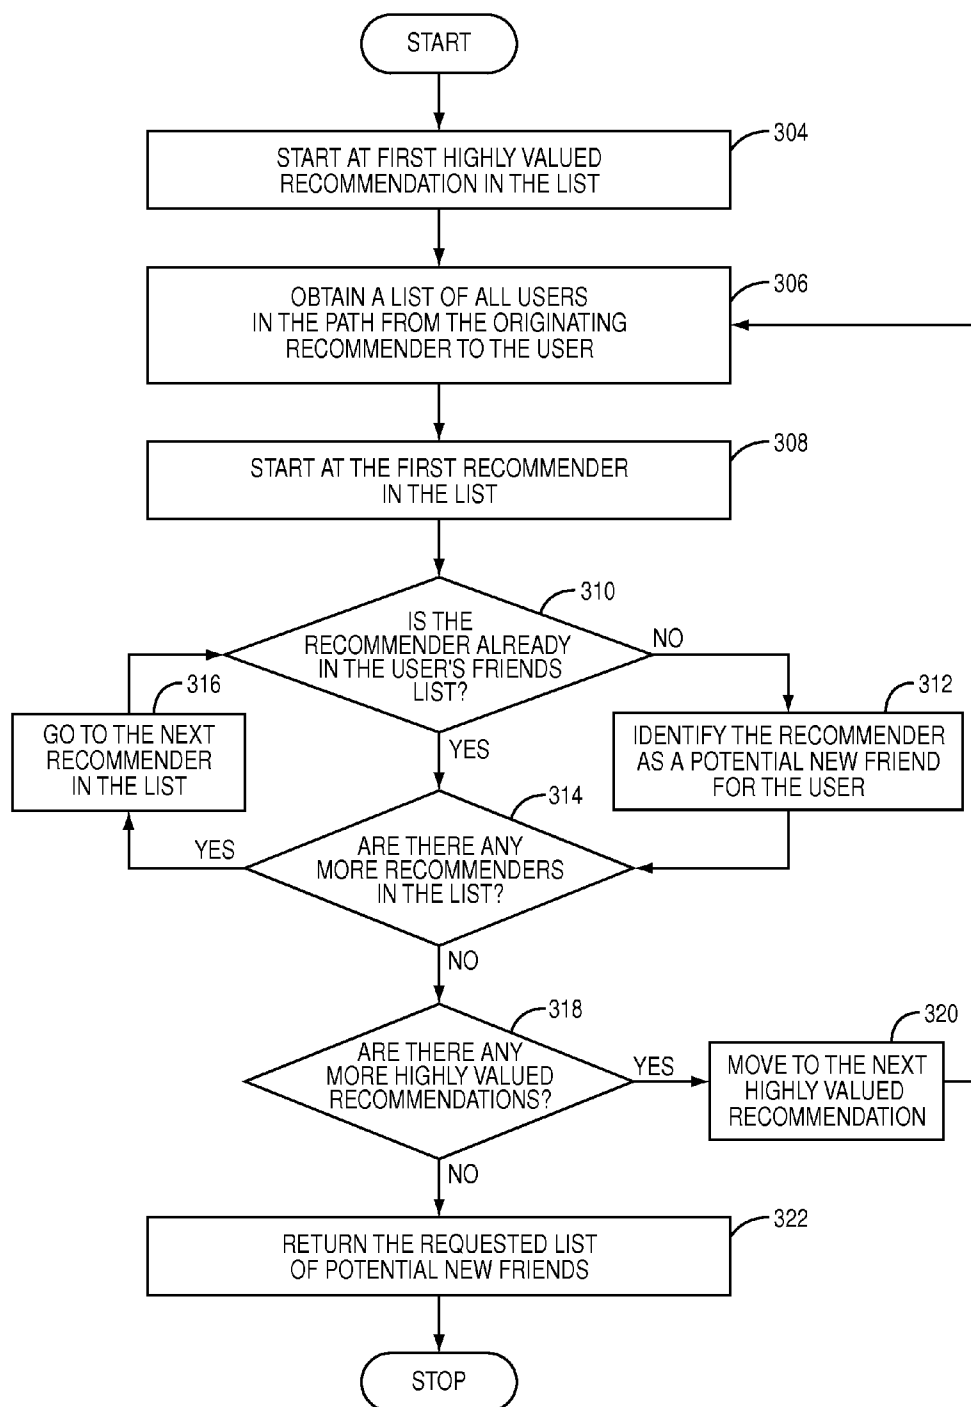 START
304
START AT FIRST HIGHLY VALUED
RECOMMENDATION IN THE LIST
306
OBTAIN A LIST OF ALL USERS
IN THE PATH FROM THE ORIGINATING
RECOMMENDER TO THE USER
308
START AT THE FIRST RECOMMENDER
IN THE LIST
310
IS THE
RECOMMENDER ALREADY
IN THE USER'S FRIENDS
LIST?
NO
316
GO TO THE NEXT
RECOMMENDER
IN THE LIST
312
IDENTIFY THE RECOMMENDER
AS A POTENTIAL NEW FRIEND
FOR THE USER
YES
314
ARE THERE ANY
MORE RECOMMENDERS
IN THE LIST?
YES
NO
318
ARE THERE ANY
MORE HIGHLY VALUED
RECOMMENDATIONS?
YES
320
MOVE TO THE NEXT
HIGHLY VALUED
RECOMMENDATION
NO
322
RETURN THE REQUESTED LIST
OF POTENTIAL NEW FRIENDS
STOP